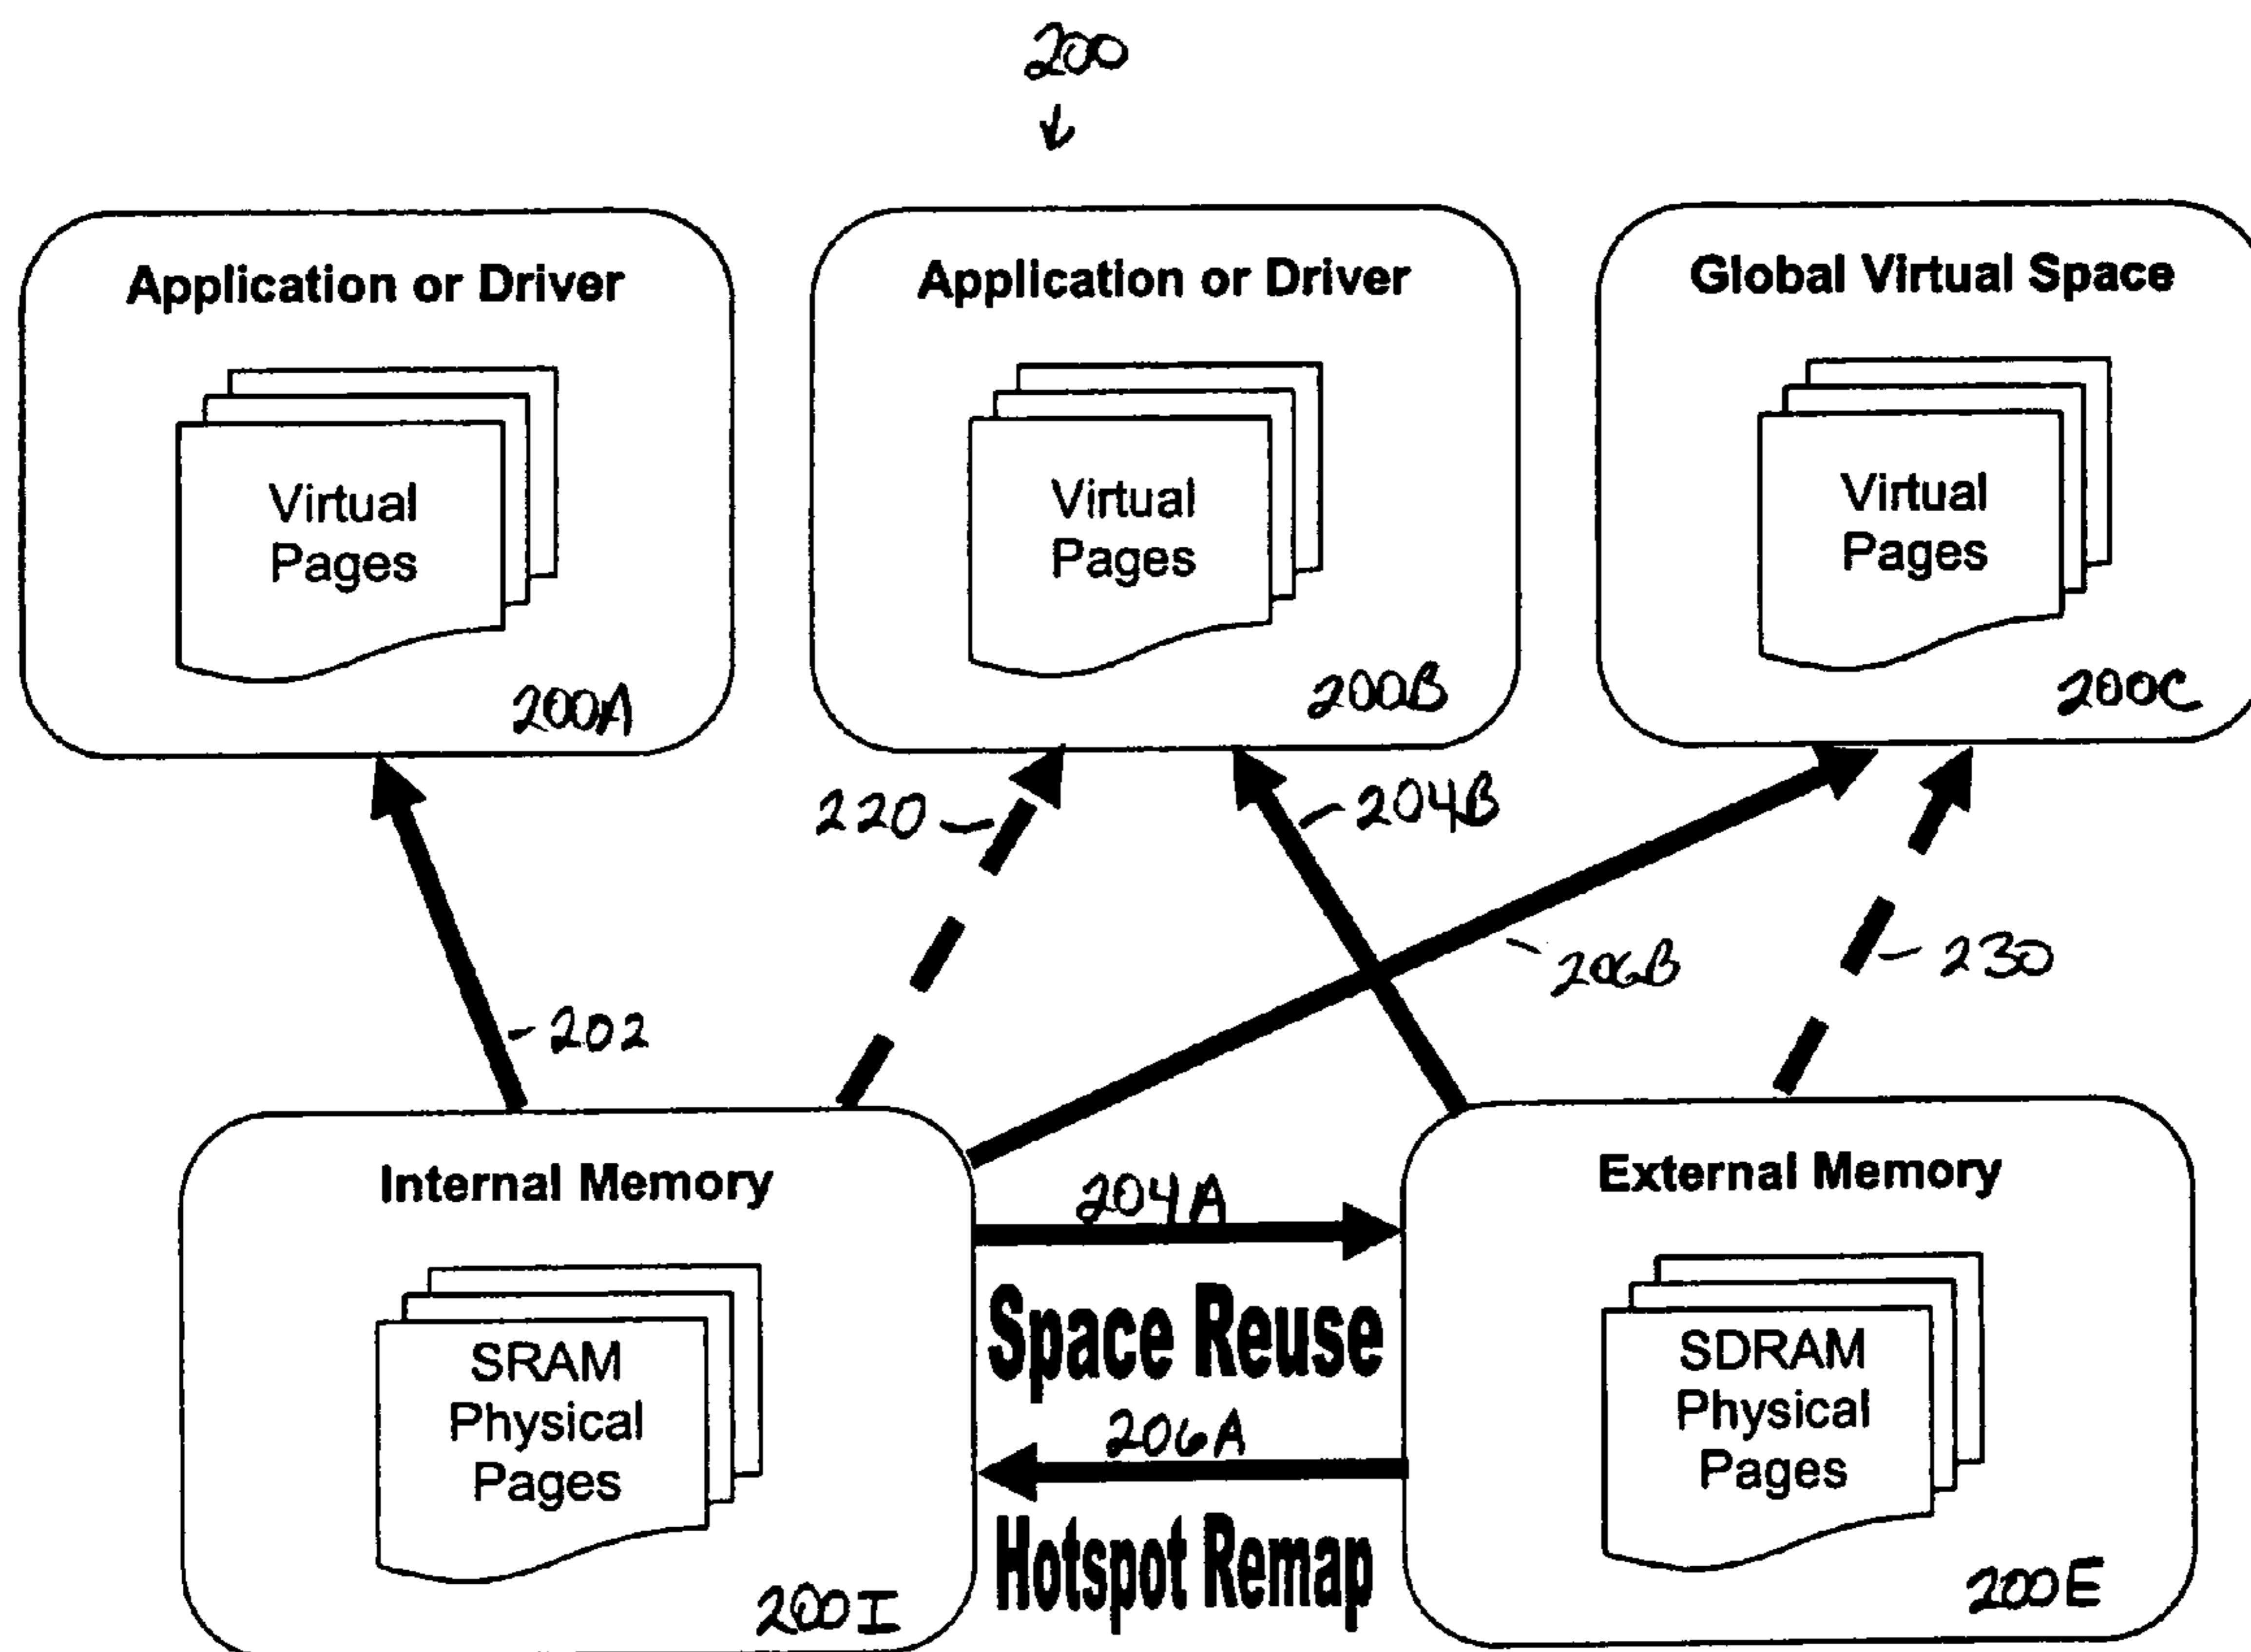 200
Application or Driver
Virtual
Pages
200A
Application or Driver
Virtual
Pages
200B
Global Virtual Space
Virtual
Pages
200C
220
204B
206B
230
202
Internal Memory
SRAM
Physical
Pages
200I
204A
Space Reuse
206A
Hotspot Remap
External Memory
SDRAM
Physical
Pages
200E